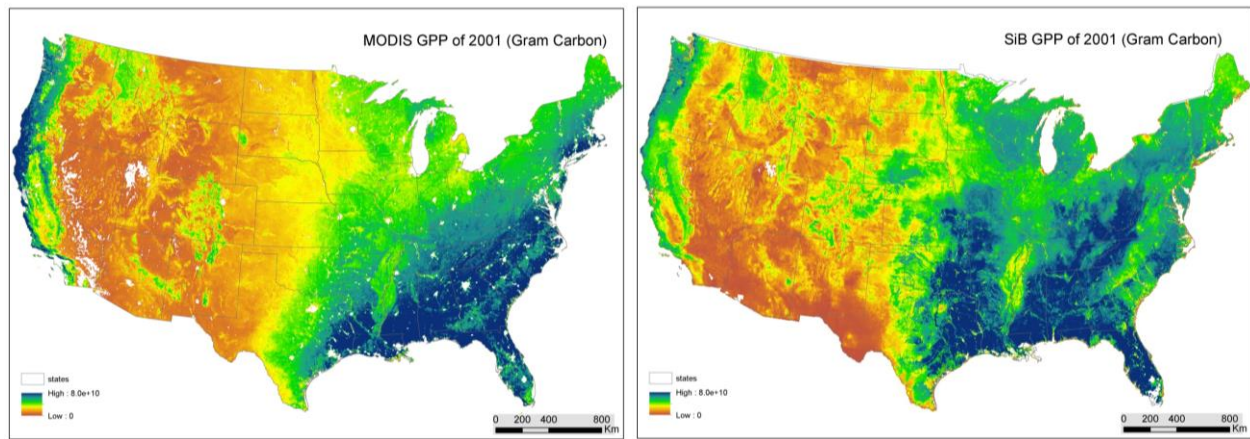 MODIS GPP of 2001 (Gram Carbon)
states
High : 8.0e+10
Low : 0
0 200 400 800
Km
SiB GPP of 2001 (Gram Carbon)
states
High : 8.0e+10
Low : 0
0 200 400 800
Km